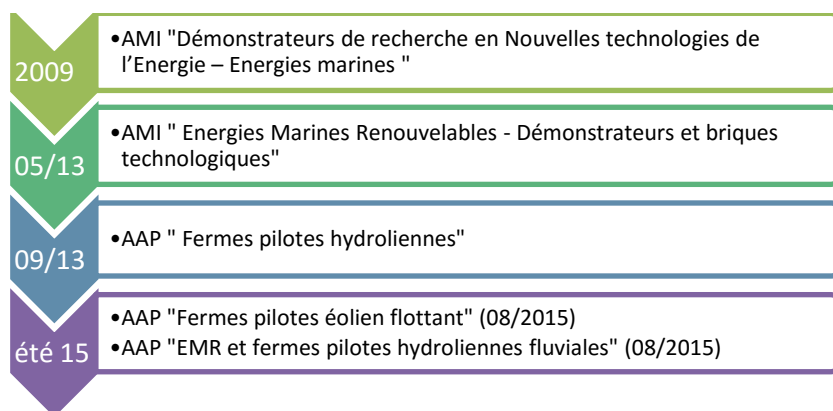 2009
•AMI "Démonstrateurs de recherche en Nouvelles technologies de
l'Energie – Energies marines "
05/13
•AMI " Energies Marines Renouvelables - Démonstrateurs et briques
technologiques"
09/13
•AAP " Fermes pilotes hydroliennes"
été 15
•AAP "Fermes pilotes éolien flottant" (08/2015)
•AAP "EMR et fermes pilotes hydroliennes fluviales" (08/2015)